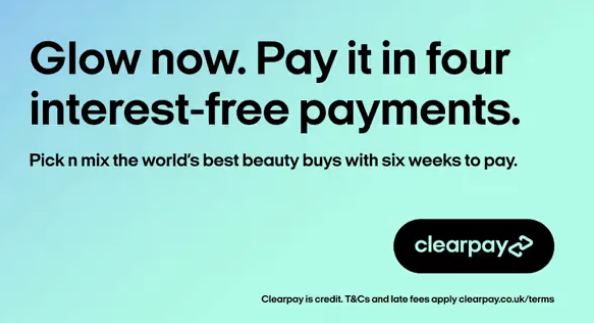 Glow now. Pay it in four
interest-free payments.
Pick n mix the world's best beauty buys with six weeks to pay.
clearpay
Clearpay is credit. T&Cs and late fees apply clearpay.co.uk/terms